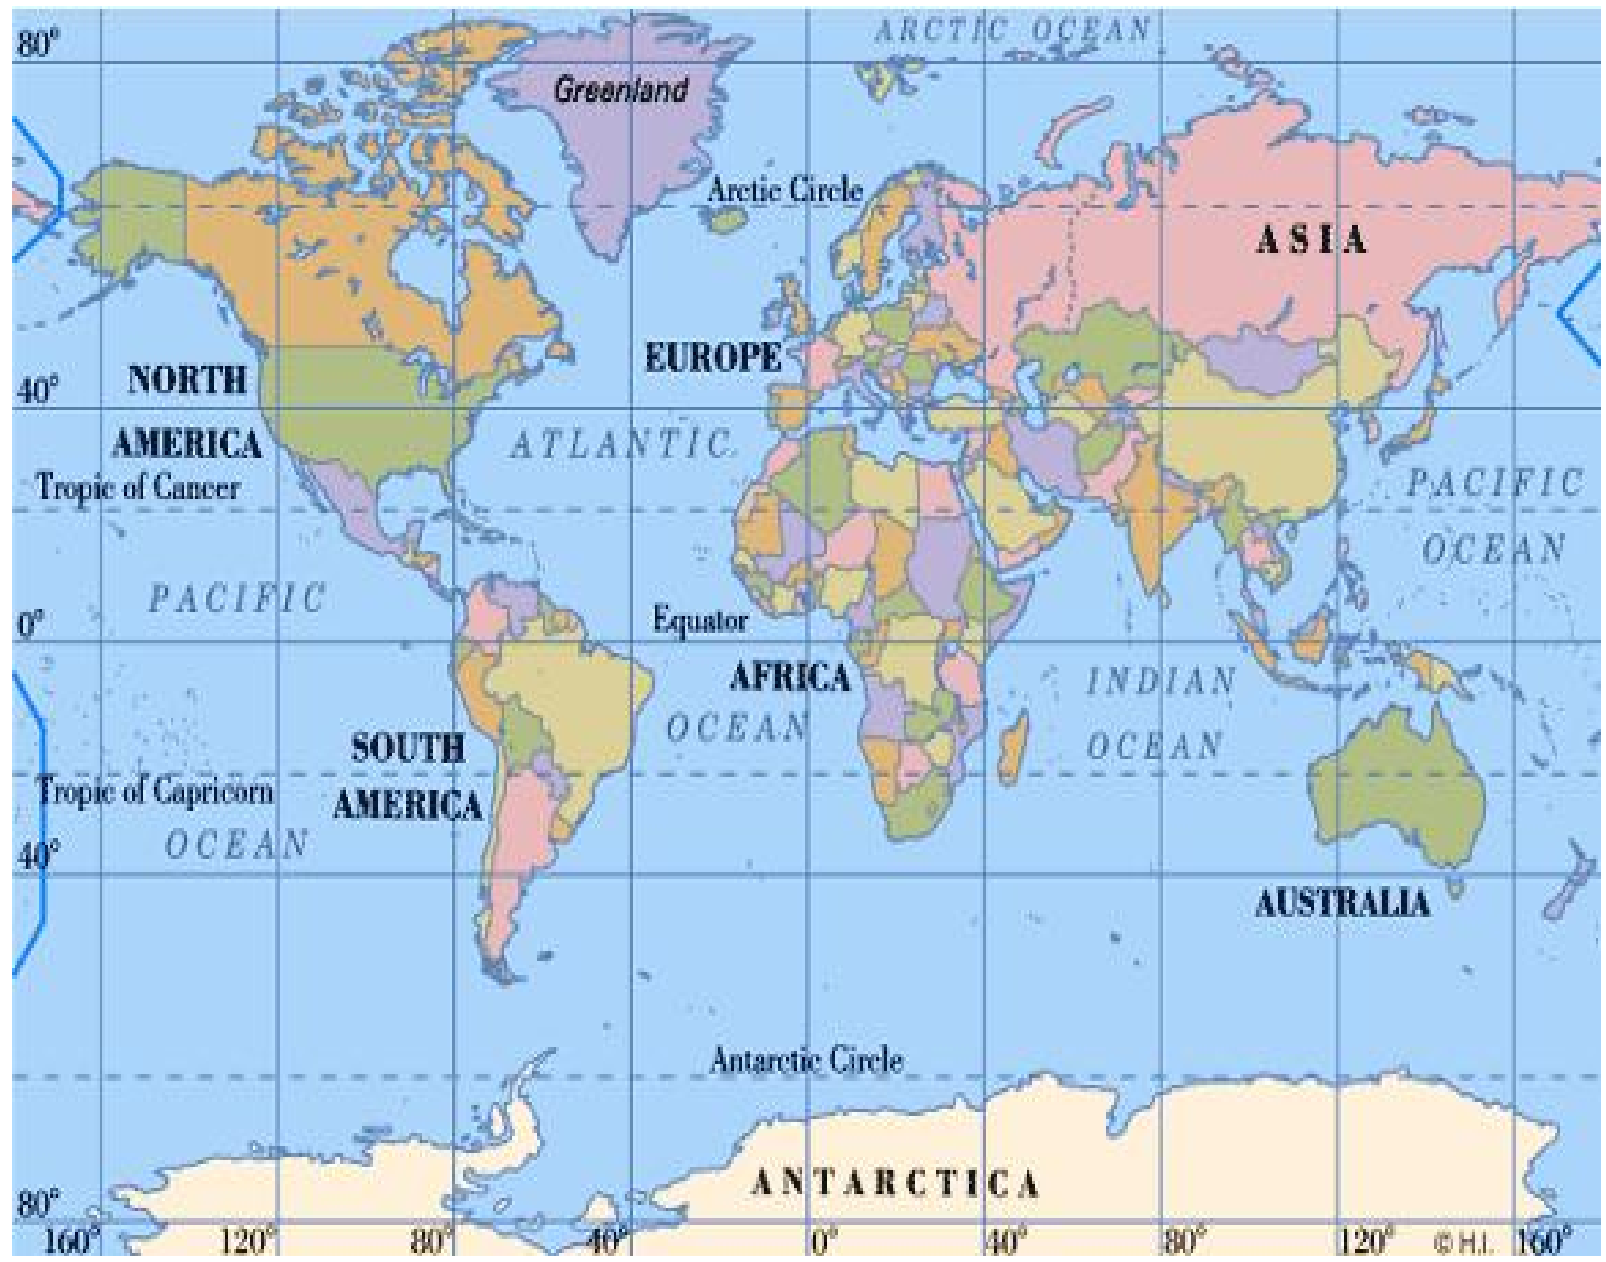 ARCTIC OCEAN
80°
Greenland
Arctic Circle
ASIA
EUROPE
NORTH
40°
AMERICA
ATLANTIC
Tropic of Cancer
PACIFIC
OCEAN
PACIFIC
0°
Equator
AFRICA
INDIAN
OCEAN
SOUTH
OCEAN
Tropic of Capricorn
AMERICA
OCEAN
40°
AUSTRALIA
Antarctic Circle
ANTARCTICA
80°
160° 120° 80° 40° 0° 40° 80° 120° © H.I. 160°